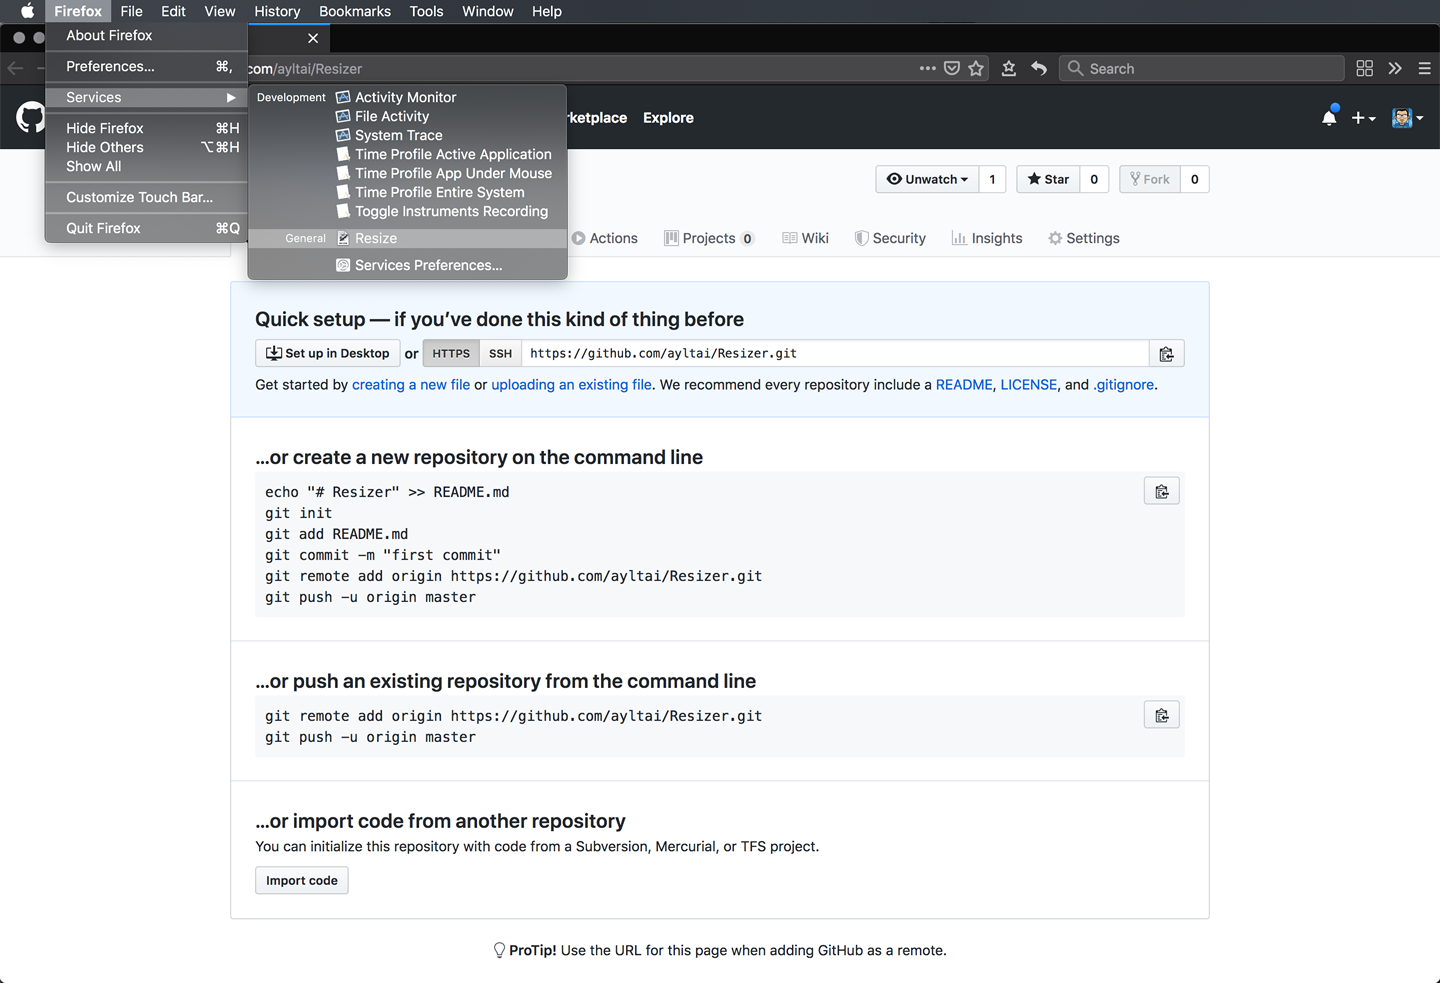 Firefox File Edit View History Bookmarks Tools Window Help
About Firefox
Preferences... ⌘,
Services ▶
Hide Firefox ⌘H
Hide Others ⌥⌘H
Show All
Customize Touch Bar...
Quit Firefox ⌘Q
Development Activity Monitor
File Activity
System Trace
Time Profile Active Application
Time Profile App Under Mouse
Time Profile Entire System
Toggle Instruments Recording
General Resize
Services Preferences...
com/ayltai/Resizer
Search
rketplace Explore
Unwatch 1 Star 0 Fork 0
Actions Projects 0 Wiki Security Insights Settings
Quick setup — if you’ve done this kind of thing before
Set up in Desktop or HTTPS SSH https://github.com/ayltai/Resizer.git
Get started by creating a new file or uploading an existing file. We recommend every repository include a README, LICENSE, and .gitignore.
…or create a new repository on the command line
echo "# Resizer" >> README.md
git init
git add README.md
git commit -m "first commit"
git remote add origin https://github.com/ayltai/Resizer.git
git push -u origin master
…or push an existing repository from the command line
git remote add origin https://github.com/ayltai/Resizer.git
git push -u origin master
…or import code from another repository
You can initialize this repository with code from a Subversion, Mercurial, or TFS project.
Import code
ProTip! Use the URL for this page when adding GitHub as a remote.